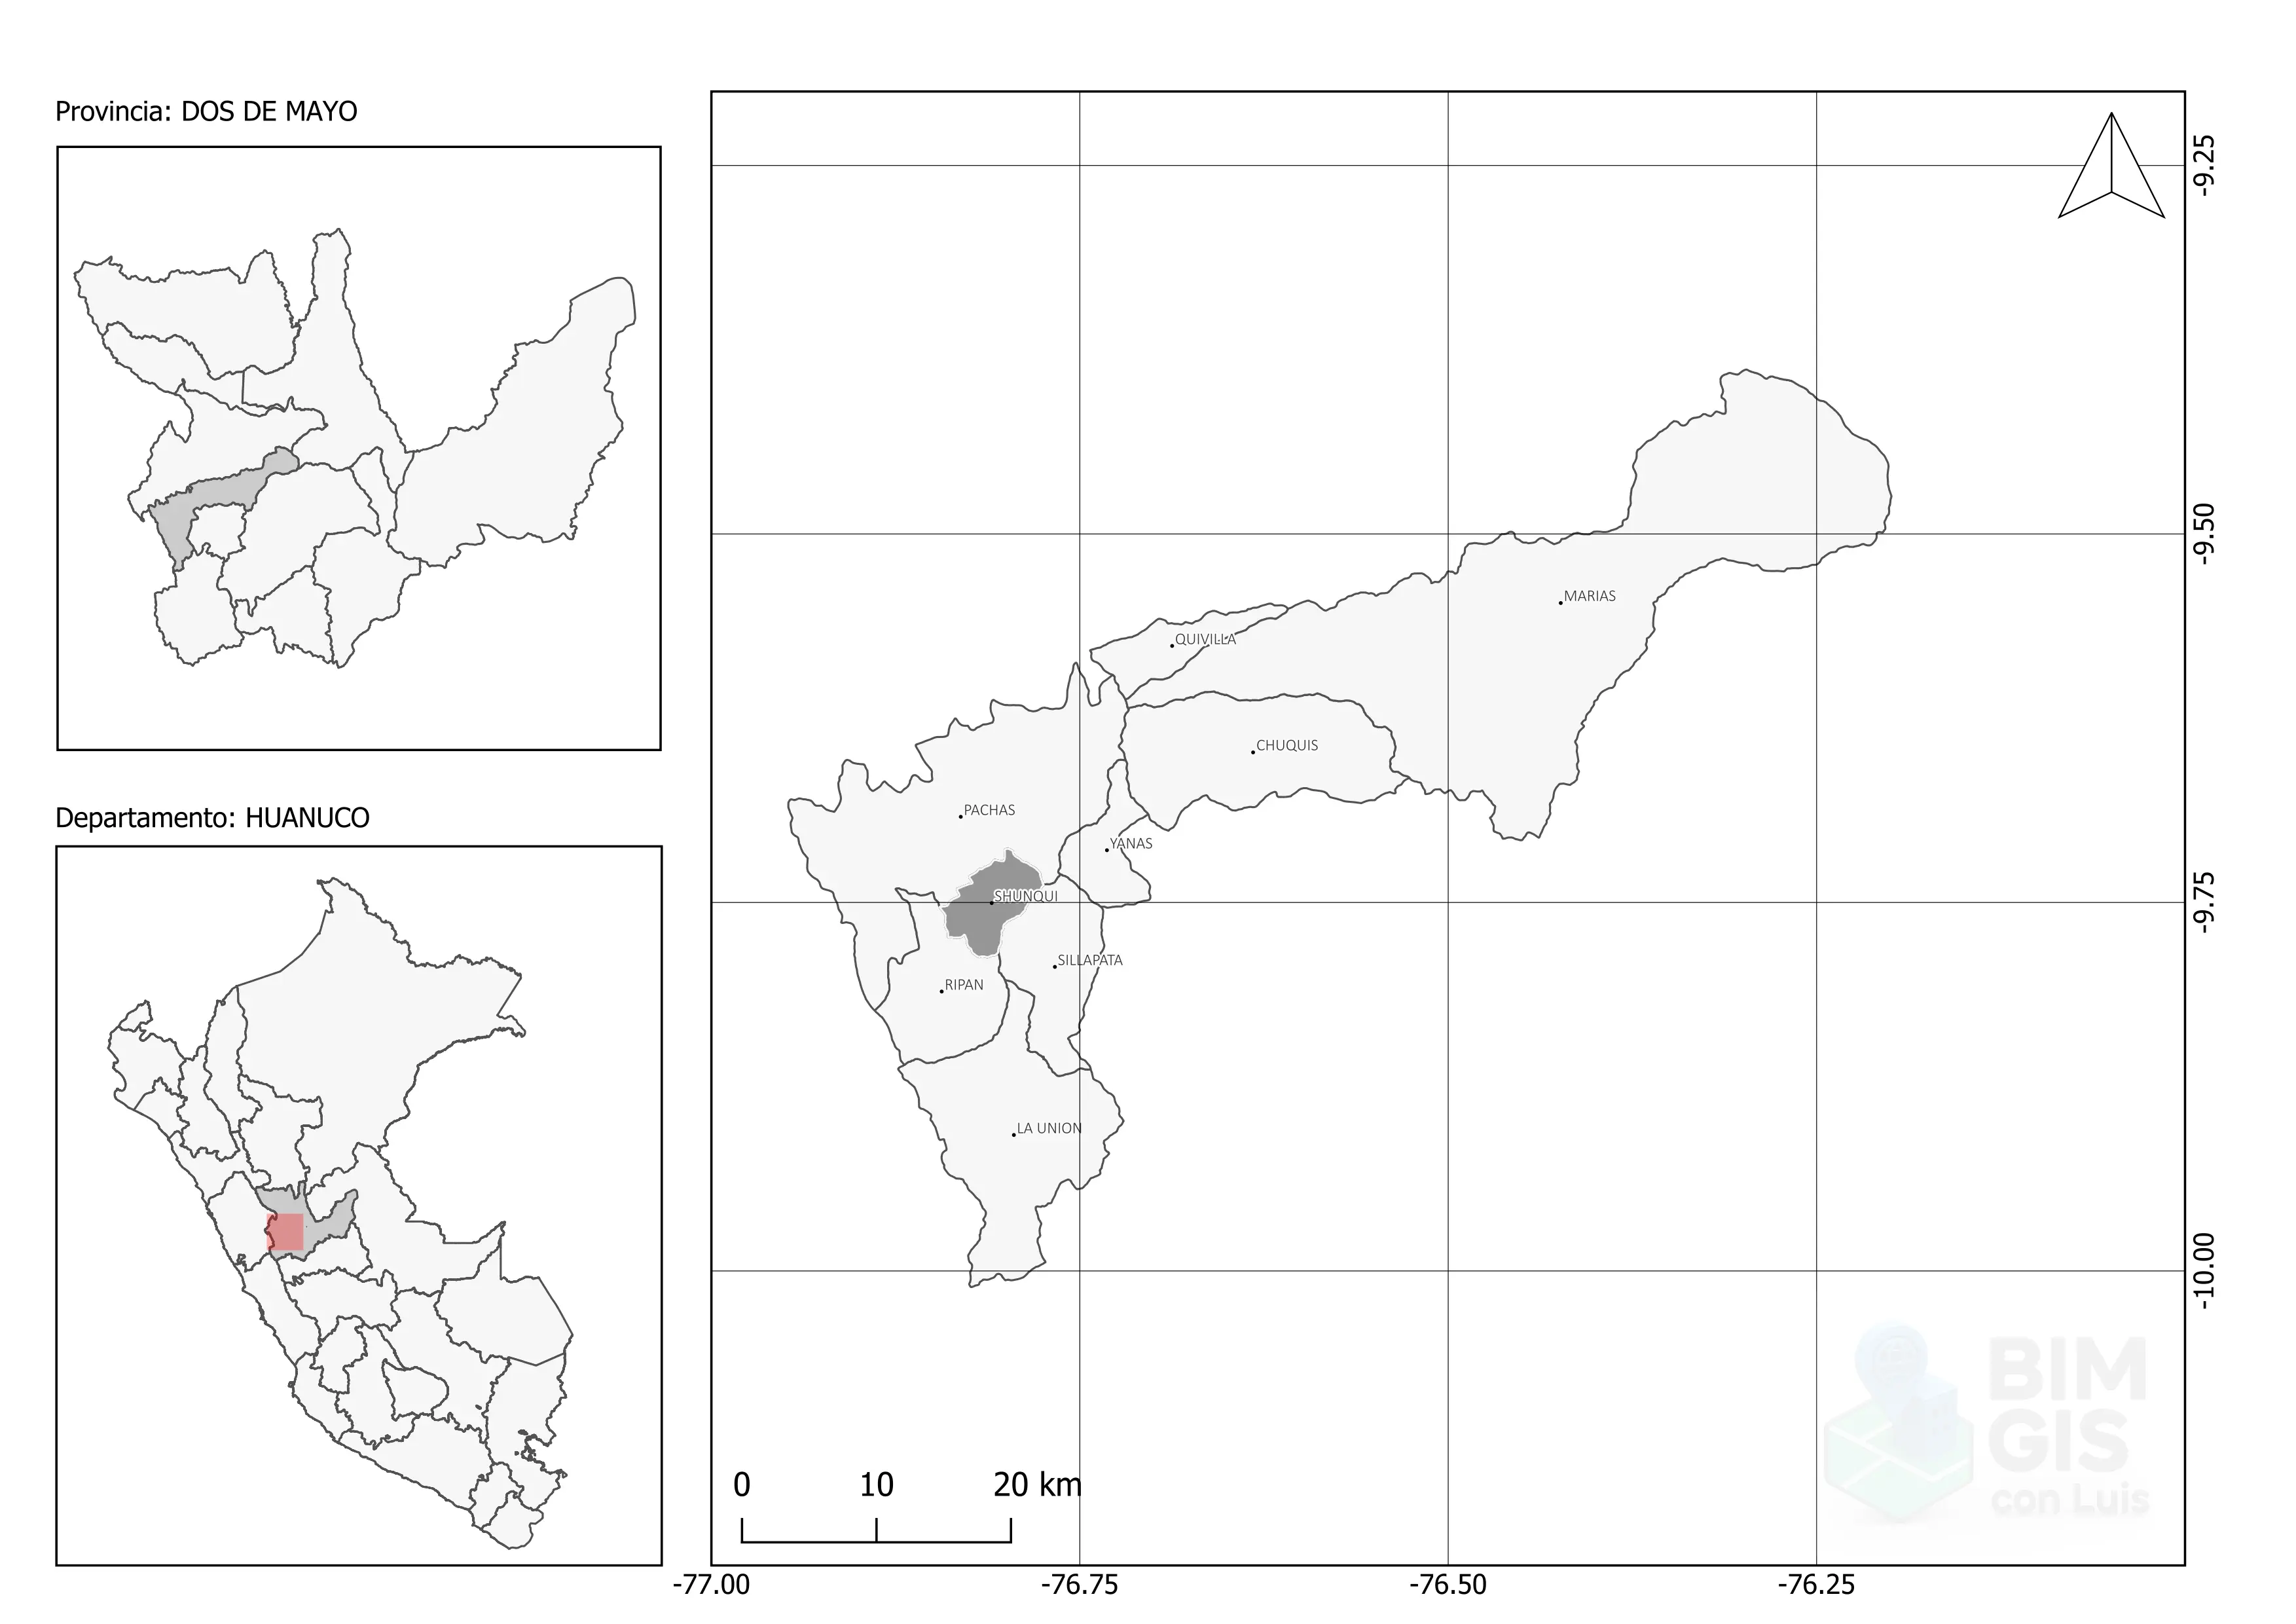 Provincia: DOS DE MAYO
Departamento: HUANUCO
-9.25
-9.50
-9.75
-10.00
MARIAS
QUIVILLA
CHUQUIS
PACHAS
YANAS
SHUNQUI
SILLAPATA
RIPAN
LA UNION
BIM
GIS
con Luis
0 10 20 km
-77.00 -76.75 -76.50 -76.25